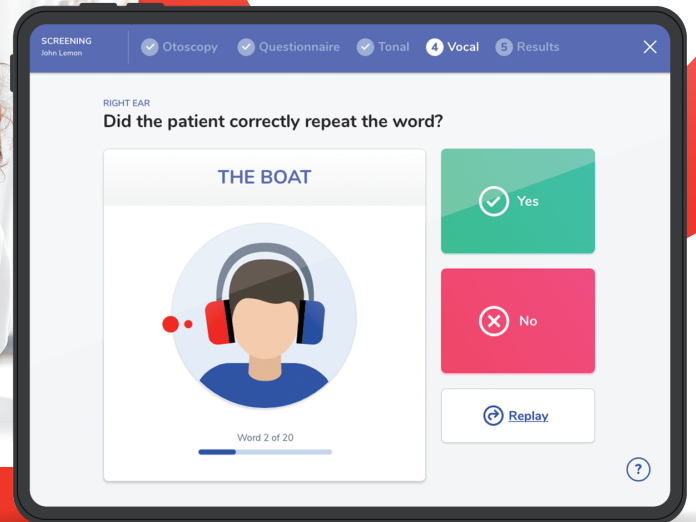 SCREENING
John Lemon
Otoscopy
Questionnaire
Tonal
4 Vocal
5 Results
RIGHT EAR
Did the patient correctly repeat the word?
THE BOAT
Yes
No
Word 2 of 20
Replay
?